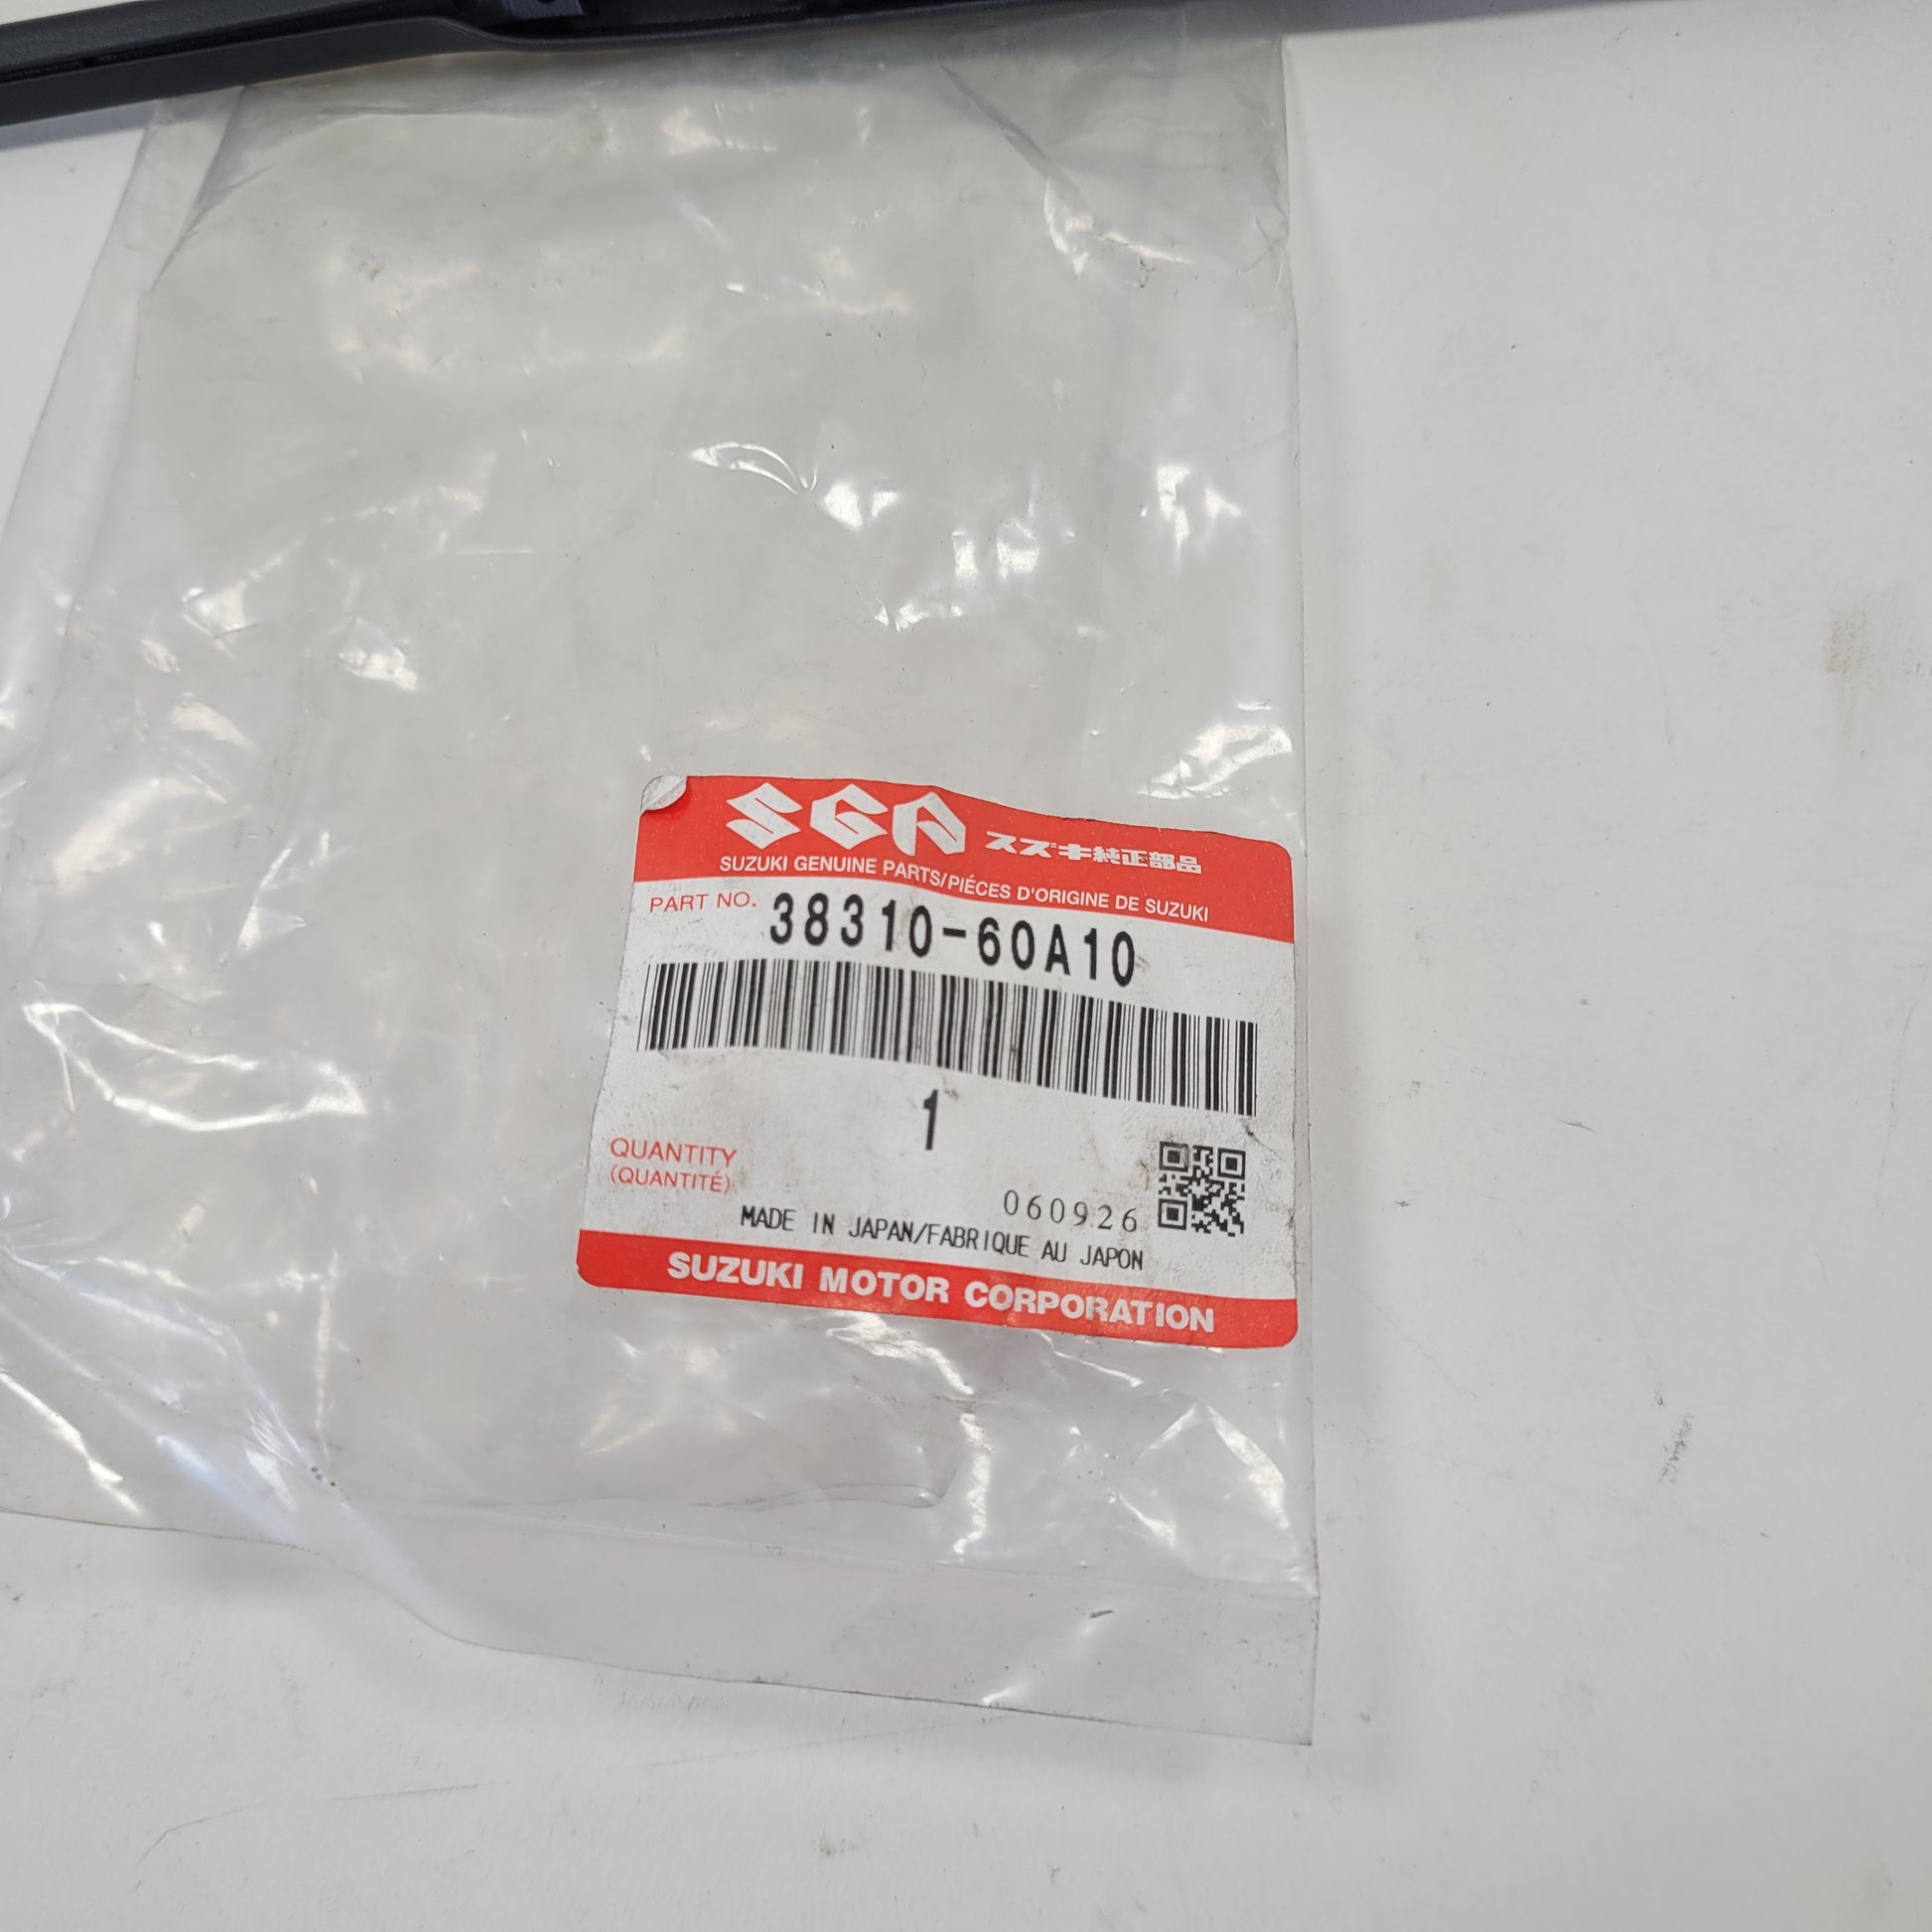 SGA スズキ純正部品
SUZUKI GENUINE PARTS/PIÉCES D'ORIGINE DE SUZUKI
PART NO. 38310-60A10
1
QUANTITY
(QUANTITÉ)
060926
MADE IN JAPAN/FABRIQUE AU JAPON
SUZUKI MOTOR CORPORATION